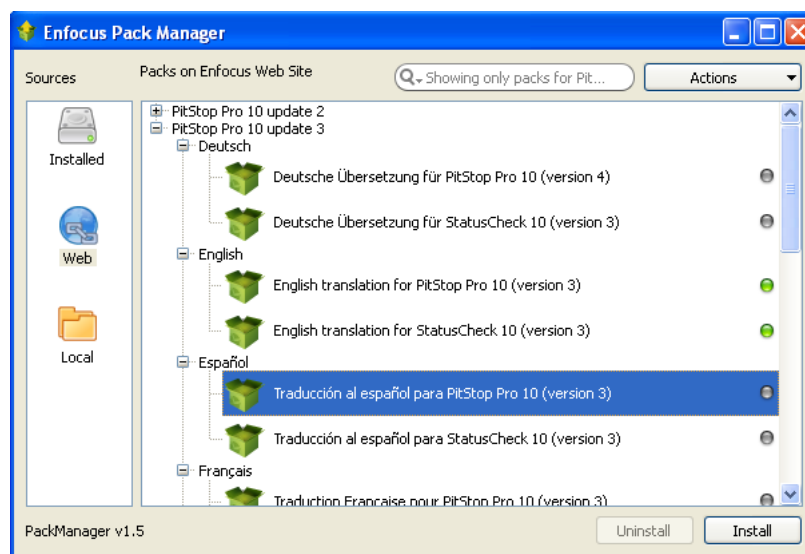 Enfocus Pack Manager
Sources
Packs on Enfocus Web Site
Showing only packs for Pit...
Actions
Installed
Web
Local
PitStop Pro 10 update 2
PitStop Pro 10 update 3
Deutsch
Deutsche Übersetzung für PitStop Pro 10 (version 4)
Deutsche Übersetzung für StatusCheck 10 (version 3)
English
English translation for PitStop Pro 10 (version 3)
English translation for StatusCheck 10 (version 3)
Español
Traducción al español para PitStop Pro 10 (version 3)
Traducción al español para StatusCheck 10 (version 3)
Français
Traduction Française pour PitStop Pro 10 (version 3)
PackManager v1.5
Uninstall
Install